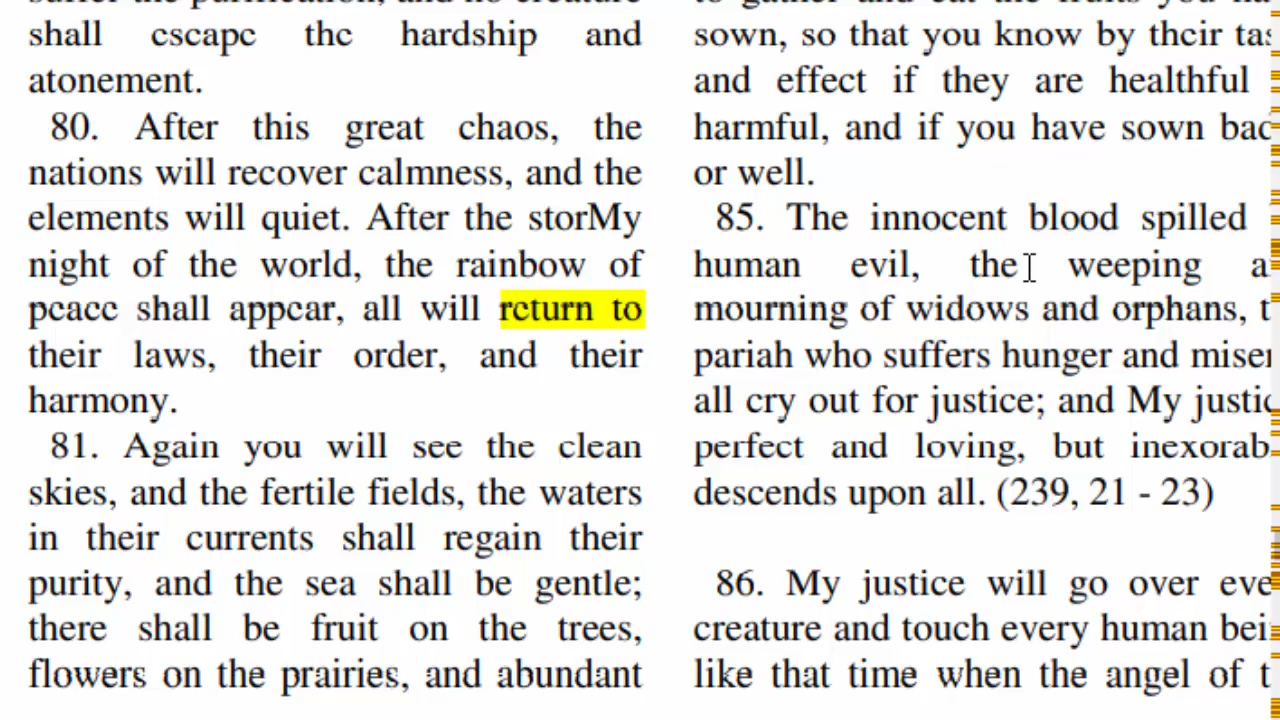 shall escape the hardship and
atonement.
80. After this great chaos, the
nations will recover calmness, and the
elements will quiet. After the storMy
night of the world, the rainbow of
peace shall appear, all will return to
their laws, their order, and their
harmony.
81. Again you will see the clean
skies, and the fertile fields, the waters
in their currents shall regain their
purity, and the sea shall be gentle;
there shall be fruit on the trees,
flowers on the prairies, and abundant
sown, so that you know by their
and effect if they are healthful
harmful, and if you have sown
or well.
85. The innocent blood spilled
human evil, the weeping
mourning of widows and orphans,
pariah who suffers hunger and
all cry out for justice; and My
perfect and loving, but
descends upon all. (239, 21 - 23)
86. My justice will go over
creature and touch every human
like that time when the angel of